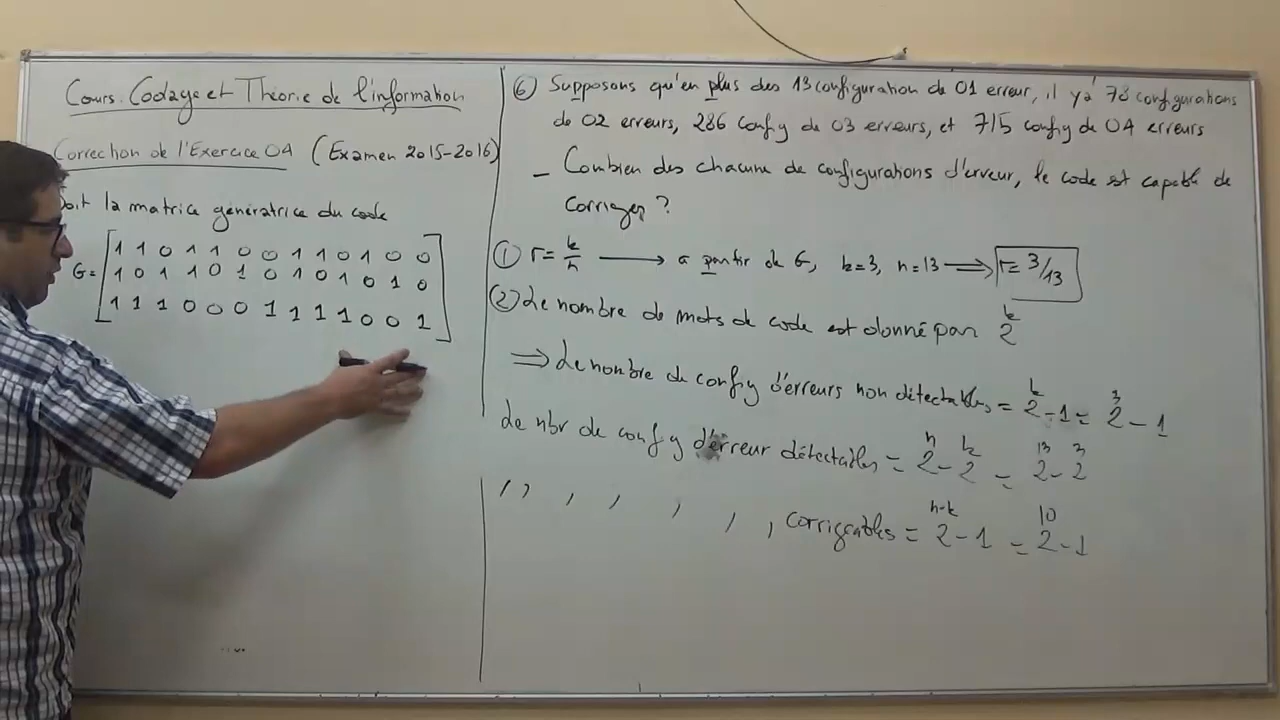 Cours: Codage et Théorie de l'information
Correction de l'Exercice 04 (Examen 2015-2016)
Soit la matrice génératrice du code
G = [1 1 0 1 1 0 0 1 1 0 1 0 0
1 0 1 1 0 1 0 1 0 1 0 1 0
1 1 1 0 0 0 1 1 1 1 0 0 1]
⑥ Supposons qu'en plus des 13 configuration de 01 erreur, il y a 78 configurations
de 02 erreurs, 286 config de 03 erreurs, et 715 config de 04 erreurs
– Combien des chacune de configurations d'erreur, le code est capable de
corriger ?
① r = k/n ⟶ a partir de G, k=3, n=13 ⟹ r = 3/13
② Le nombre de mots de code est donné par 2^k
⟹ Le nombre de config d'erreurs non détectables = 2^k - 1 = 2^3 - 1
Le nbr de config d'erreur détectables = 2^n - 2^k = 2^13 - 2^3
, , , , , , , corrigeables = 2^(n-k) - 1 = 2^10 - 1